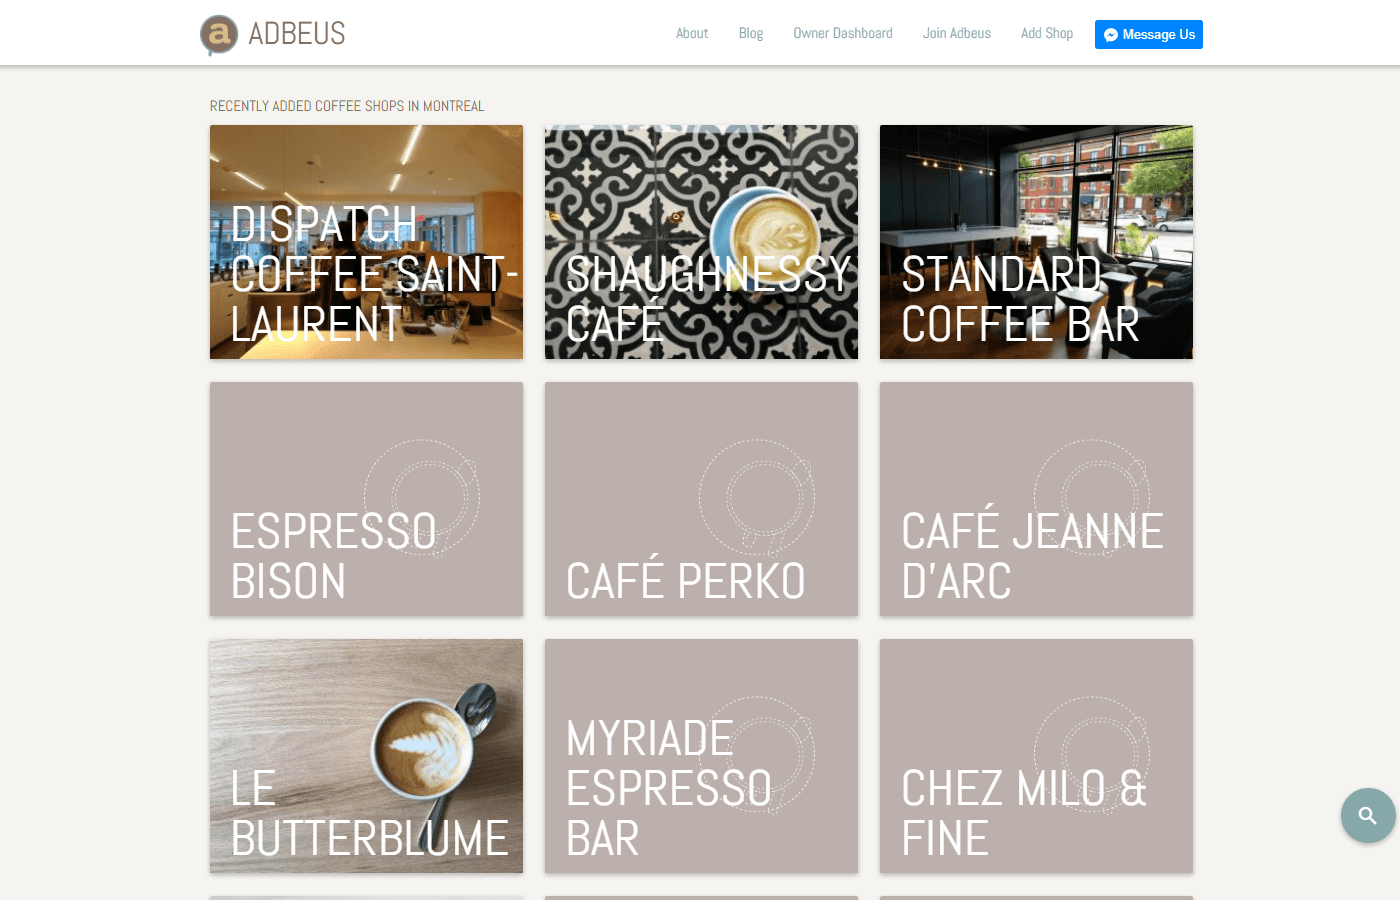 a ADBEUS
About Blog Owner Dashboard Join Adbeus Add Shop Message Us
RECENTLY ADDED COFFEE SHOPS IN MONTREAL
DISPATCH
COFFEE SAINT-
LAURENT
SHAUGHNESSY
CAFÉ
STANDARD
COFFEE BAR
ESPRESSO
BISON
CAFÉ PERKO
CAFÉ JEANNE
D'ARC
LE
BUTTERBLUME
MYRIADE
ESPRESSO
BAR
CHEZ MILO &
FINE